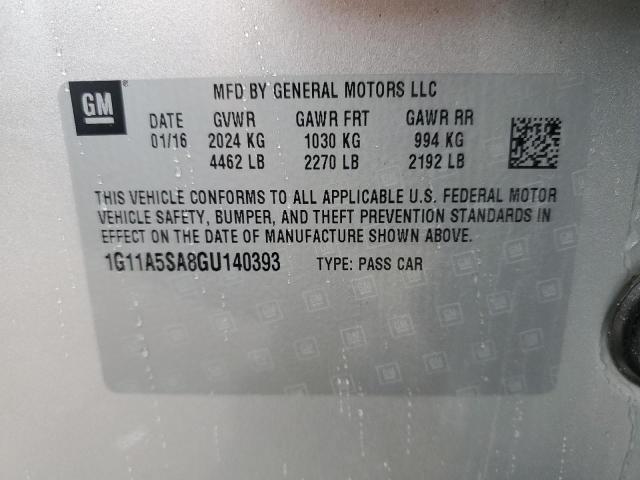 GM
MFD BY GENERAL MOTORS LLC
DATE GVWR GAWR FRT GAWR RR
01/16 2024 KG 1030 KG 994 KG
4462 LB 2270 LB 2192 LB
THIS VEHICLE CONFORMS TO ALL APPLICABLE U.S. FEDERAL MOTOR
VEHICLE SAFETY, BUMPER, AND THEFT PREVENTION STANDARDS IN
EFFECT ON THE DATE OF MANUFACTURE SHOWN ABOVE.
1G11A5SA8GU140393 TYPE: PASS CAR